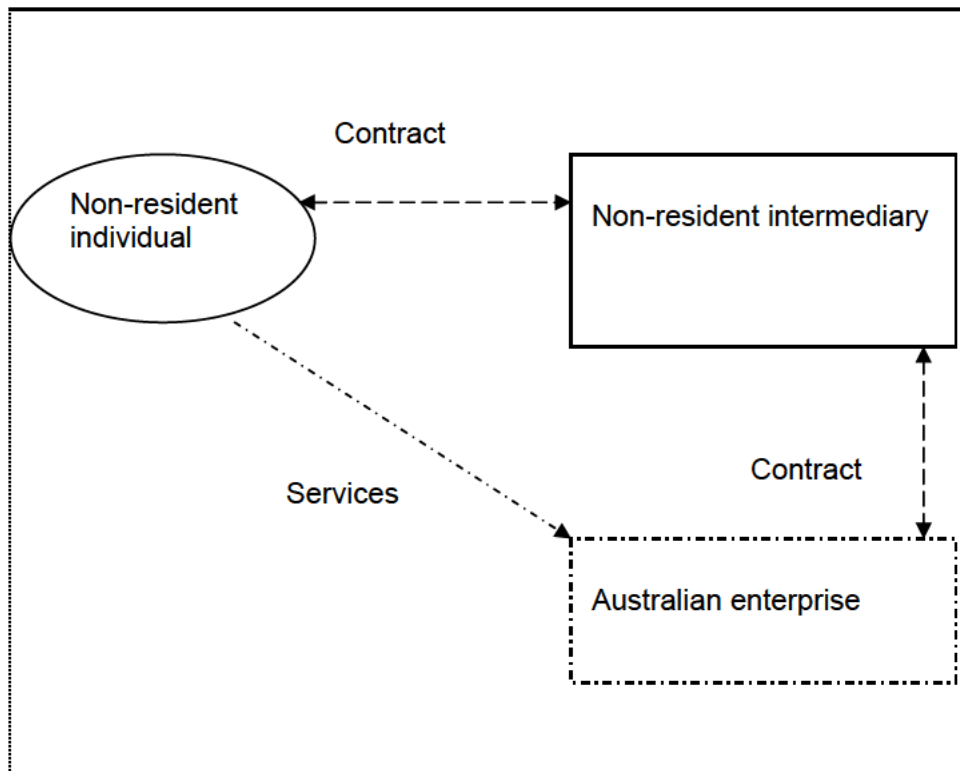 Contract
Non-resident
individual
Non-resident intermediary
Contract
Services
Australian enterprise